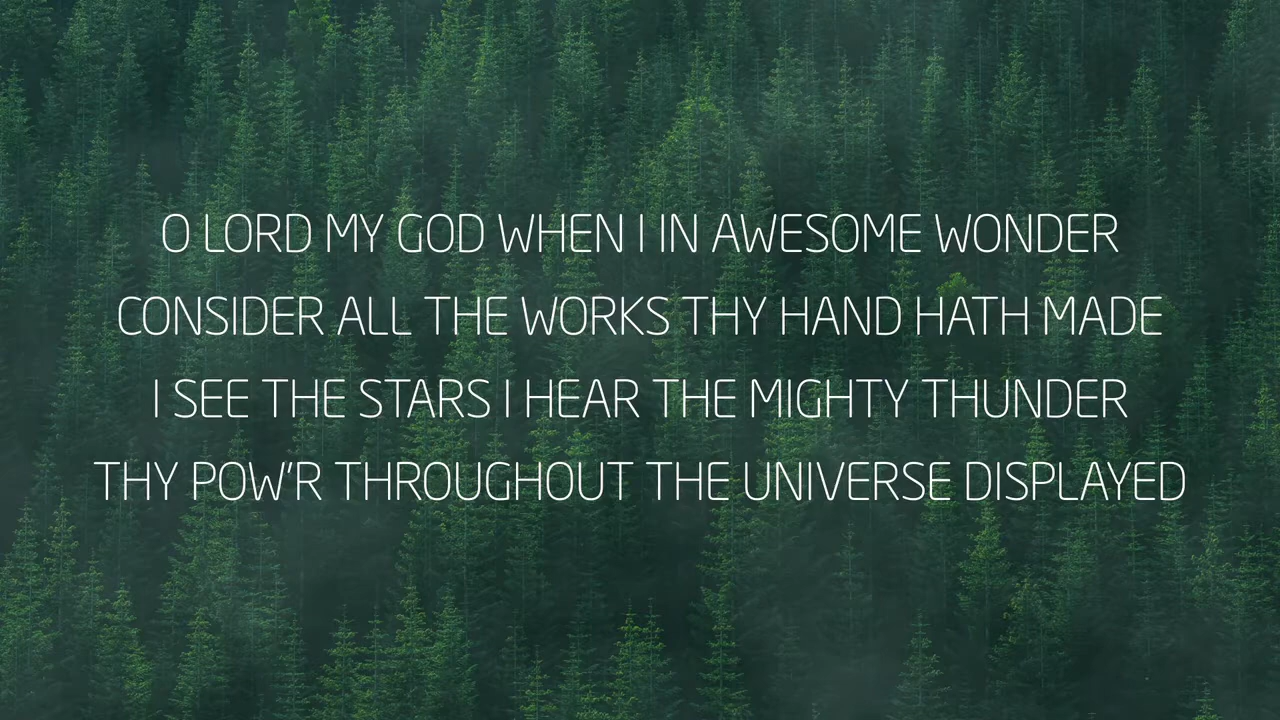 O LORD MY GOD WHEN I IN AWESOME WONDER
CONSIDER ALL THE WORKS THY HAND HATH MADE
I SEE THE STARS I HEAR THE MIGHTY THUNDER
THY POW'R THROUGHOUT THE UNIVERSE DISPLAYED